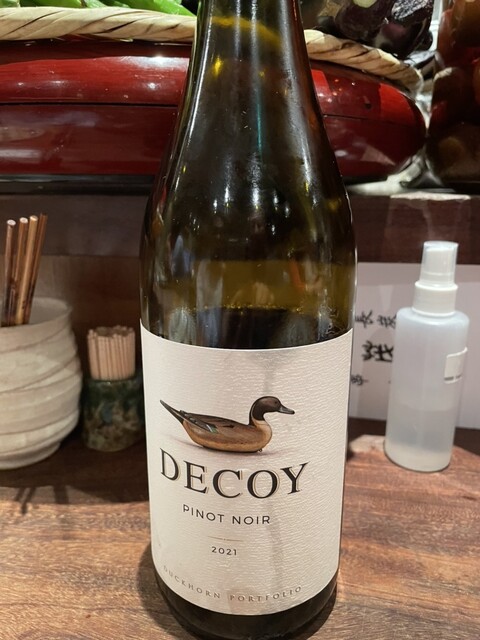 DECOY
PINOT NOIR
2021
DUCKHORN PORTFOLIO